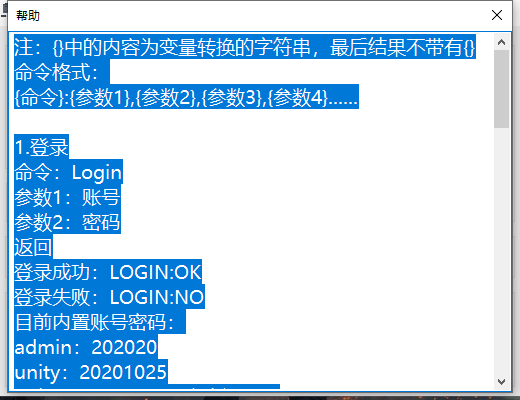 帮助
注：{}中的内容为变量转换的字符串，最后结果不带有{}
命令格式：
{命令}:{参数1},{参数2},{参数3},{参数4}......
1.登录
命令：Login
参数1：账号
参数2：密码
返回
登录成功：LOGIN:OK
登录失败：LOGIN:NO
目前内置账号密码：
admin：202020
unity：20201025